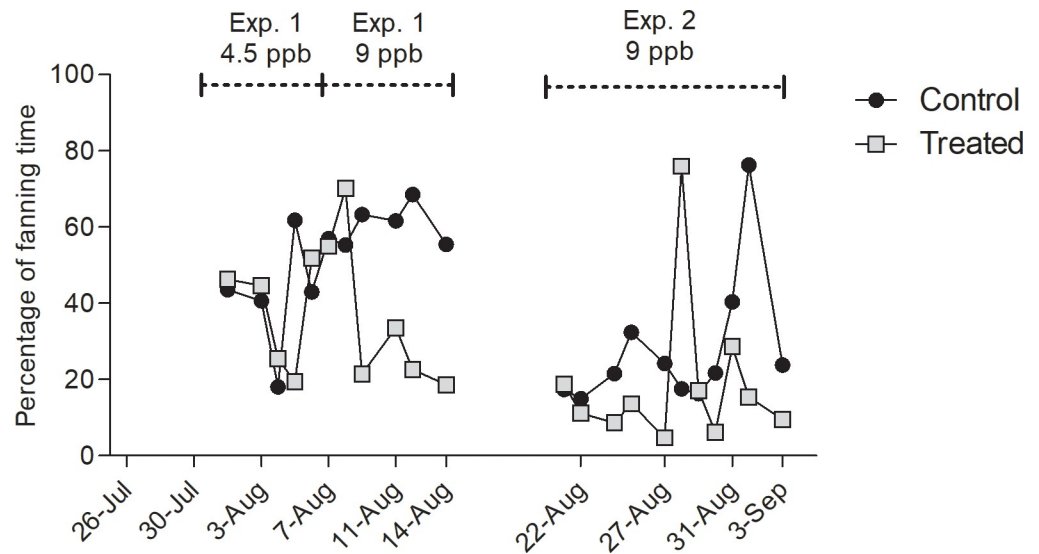 Exp. 1
4.5 ppb
Exp. 1
9 ppb
Exp. 2
9 ppb
Control
Treated
Percentage of fanning time
100
80
60
40
20
0
26-Jul
30-Jul
3-Aug
7-Aug
11-Aug
14-Aug
22-Aug
27-Aug
31-Aug
3-Sep